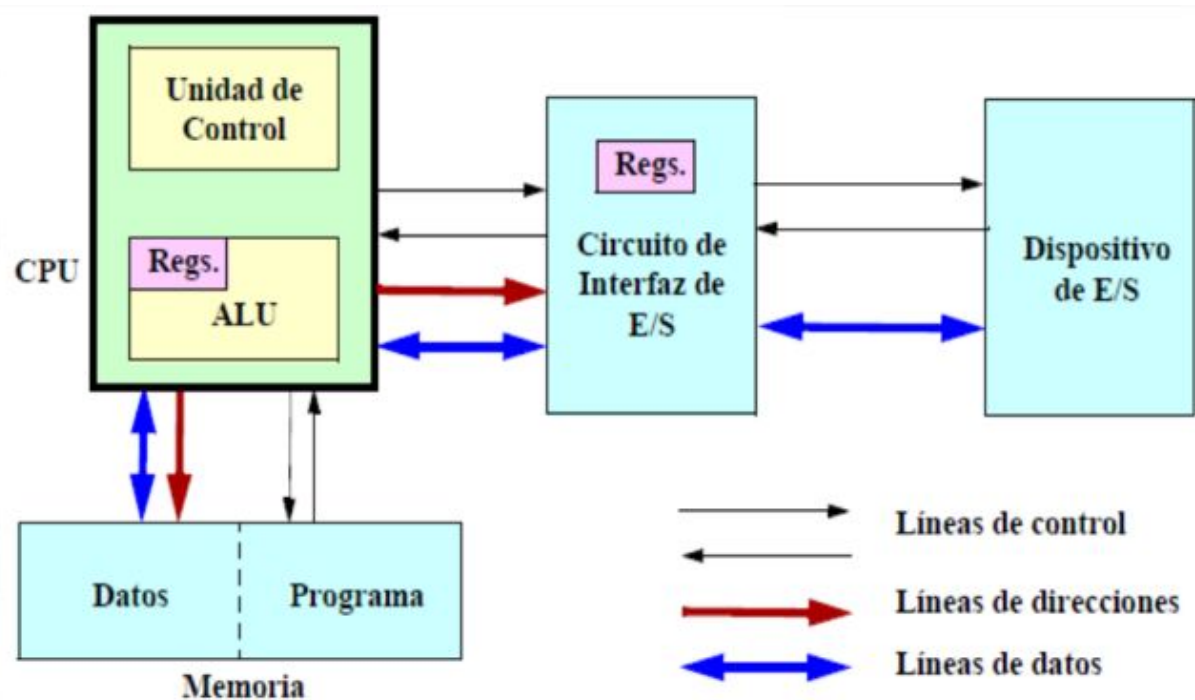 Unidad de
Control
CPU
Regs.
ALU
Regs.
Circuito de
Interfaz de
E/S
Dispositivo
de E/S
Datos
Programa
Memoria
Líneas de control
Líneas de direcciones
Líneas de datos